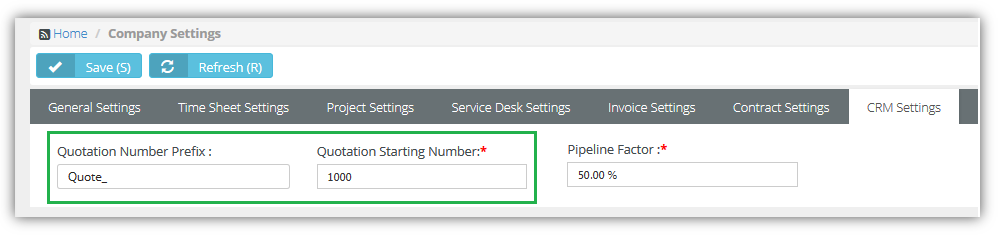 Home / Company Settings
Save (S) Refresh (R)
General Settings Time Sheet Settings Project Settings Service Desk Settings Invoice Settings Contract Settings CRM Settings
Quotation Number Prefix : Quotation Starting Number:* Pipeline Factor :*
Quote_ 1000 50.00 %